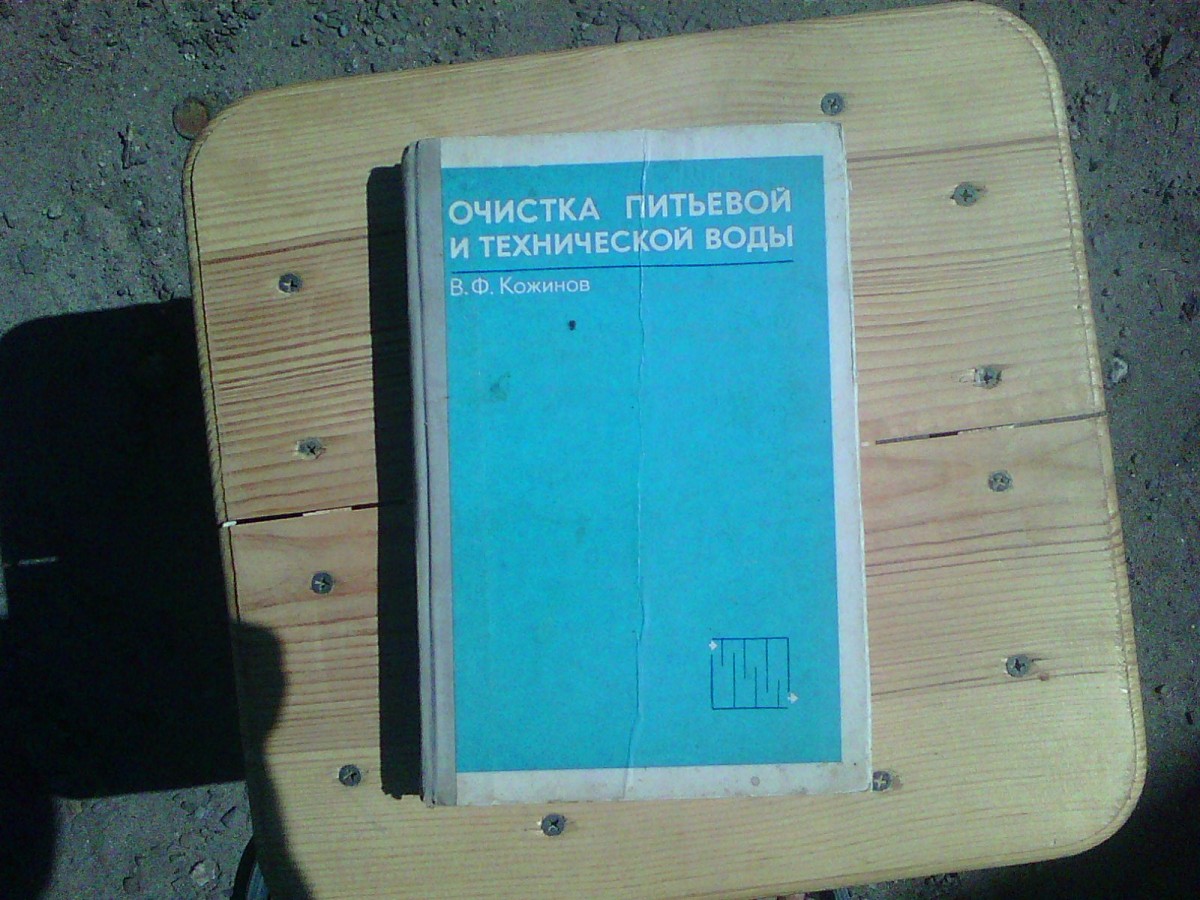 ОЧИСТКА ПИТЬЕВОЙ
И ТЕХНИЧЕСКОЙ ВОДЫ
В. Ф. Кожинов